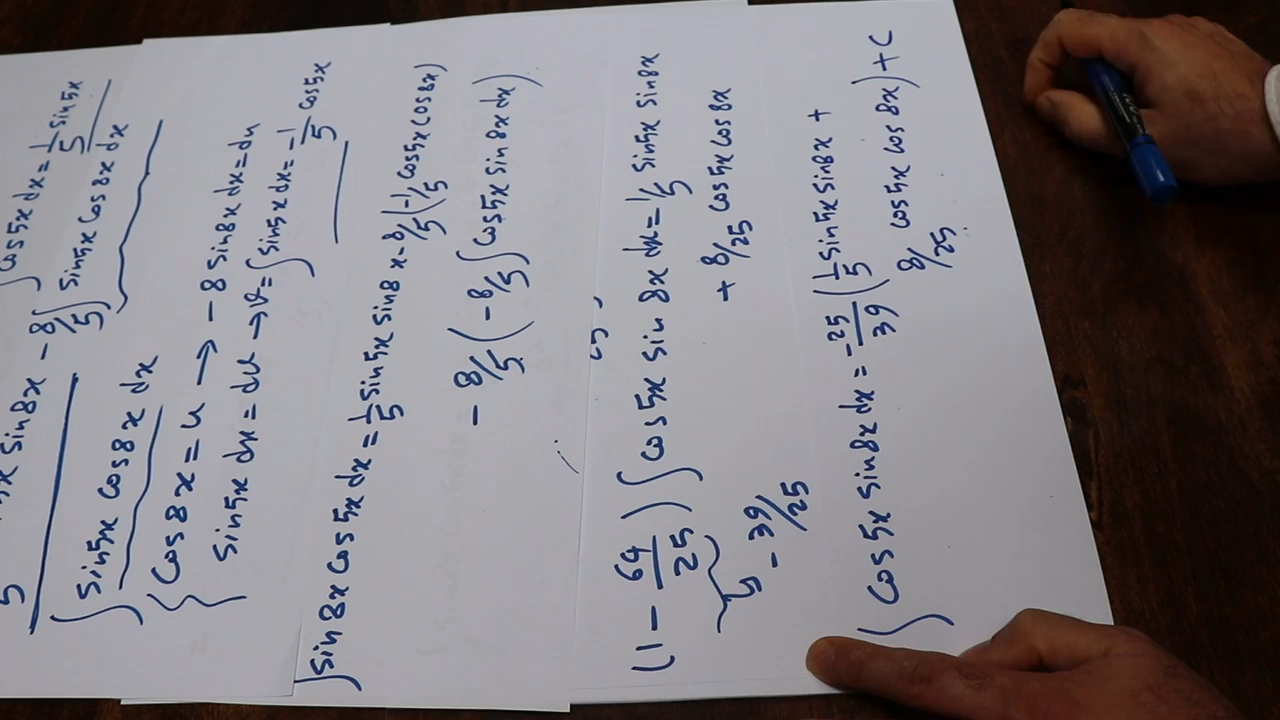 ∫cos5x dx = 1/5 sin5x
5 x sin8x - 8/5 ∫ sin5x cos8x dx
∫ sin5x cos8x dx
{ cos8x = u → -8 sin8x dx = du
sin5x dx = dv → v = ∫ sin5x dx = -1/5 cos5x
∫ sin8x cos5x dx = 1/5 sin5x sin8x - 8/5 (-1/5 cos5x cos8x)
- 8/5 ( -8/5 ∫ cos5x sin8x dx)
(1 - 64/25) ∫ cos5x sin8x dx = 1/5 sin5x sin8x
+ 8/25 cos5x cos8x
-39/25
∫ cos5x sin8x dx = -25/39 (1/5 sin5x sin8x +
8/25 cos5x cos8x) + C